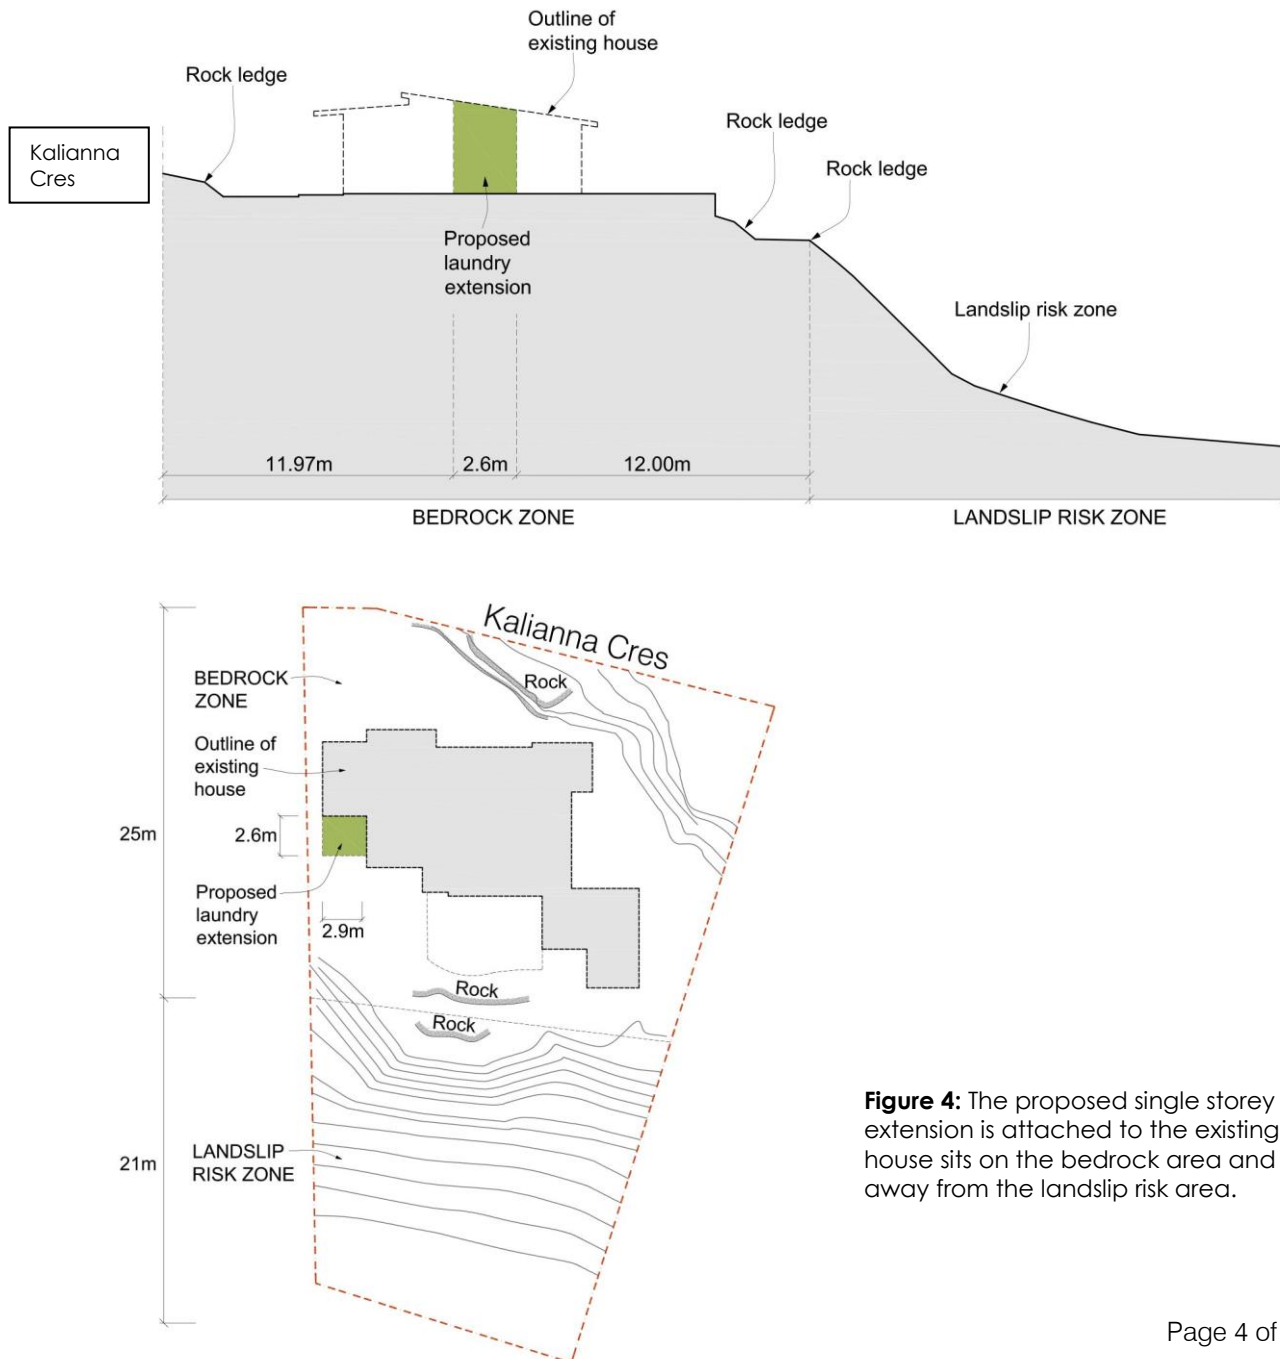 Outline of
existing house
Rock ledge
Kalianna
Cres
Rock ledge
Rock ledge
Proposed
laundry
extension
Landslip risk zone
11.97m
2.6m
12.00m
BEDROCK ZONE
LANDSLIP RISK ZONE
Kalianna Cres
BEDROCK
ZONE
Rock
Outline of
existing
house
25m
2.6m
Proposed
laundry
extension
2.9m
Rock
Rock
LANDSLIP
RISK ZONE
21m
Figure 4: The proposed single storey
extension is attached to the existing
house sits on the bedrock area and
away from the landslip risk area.
Page 4 of